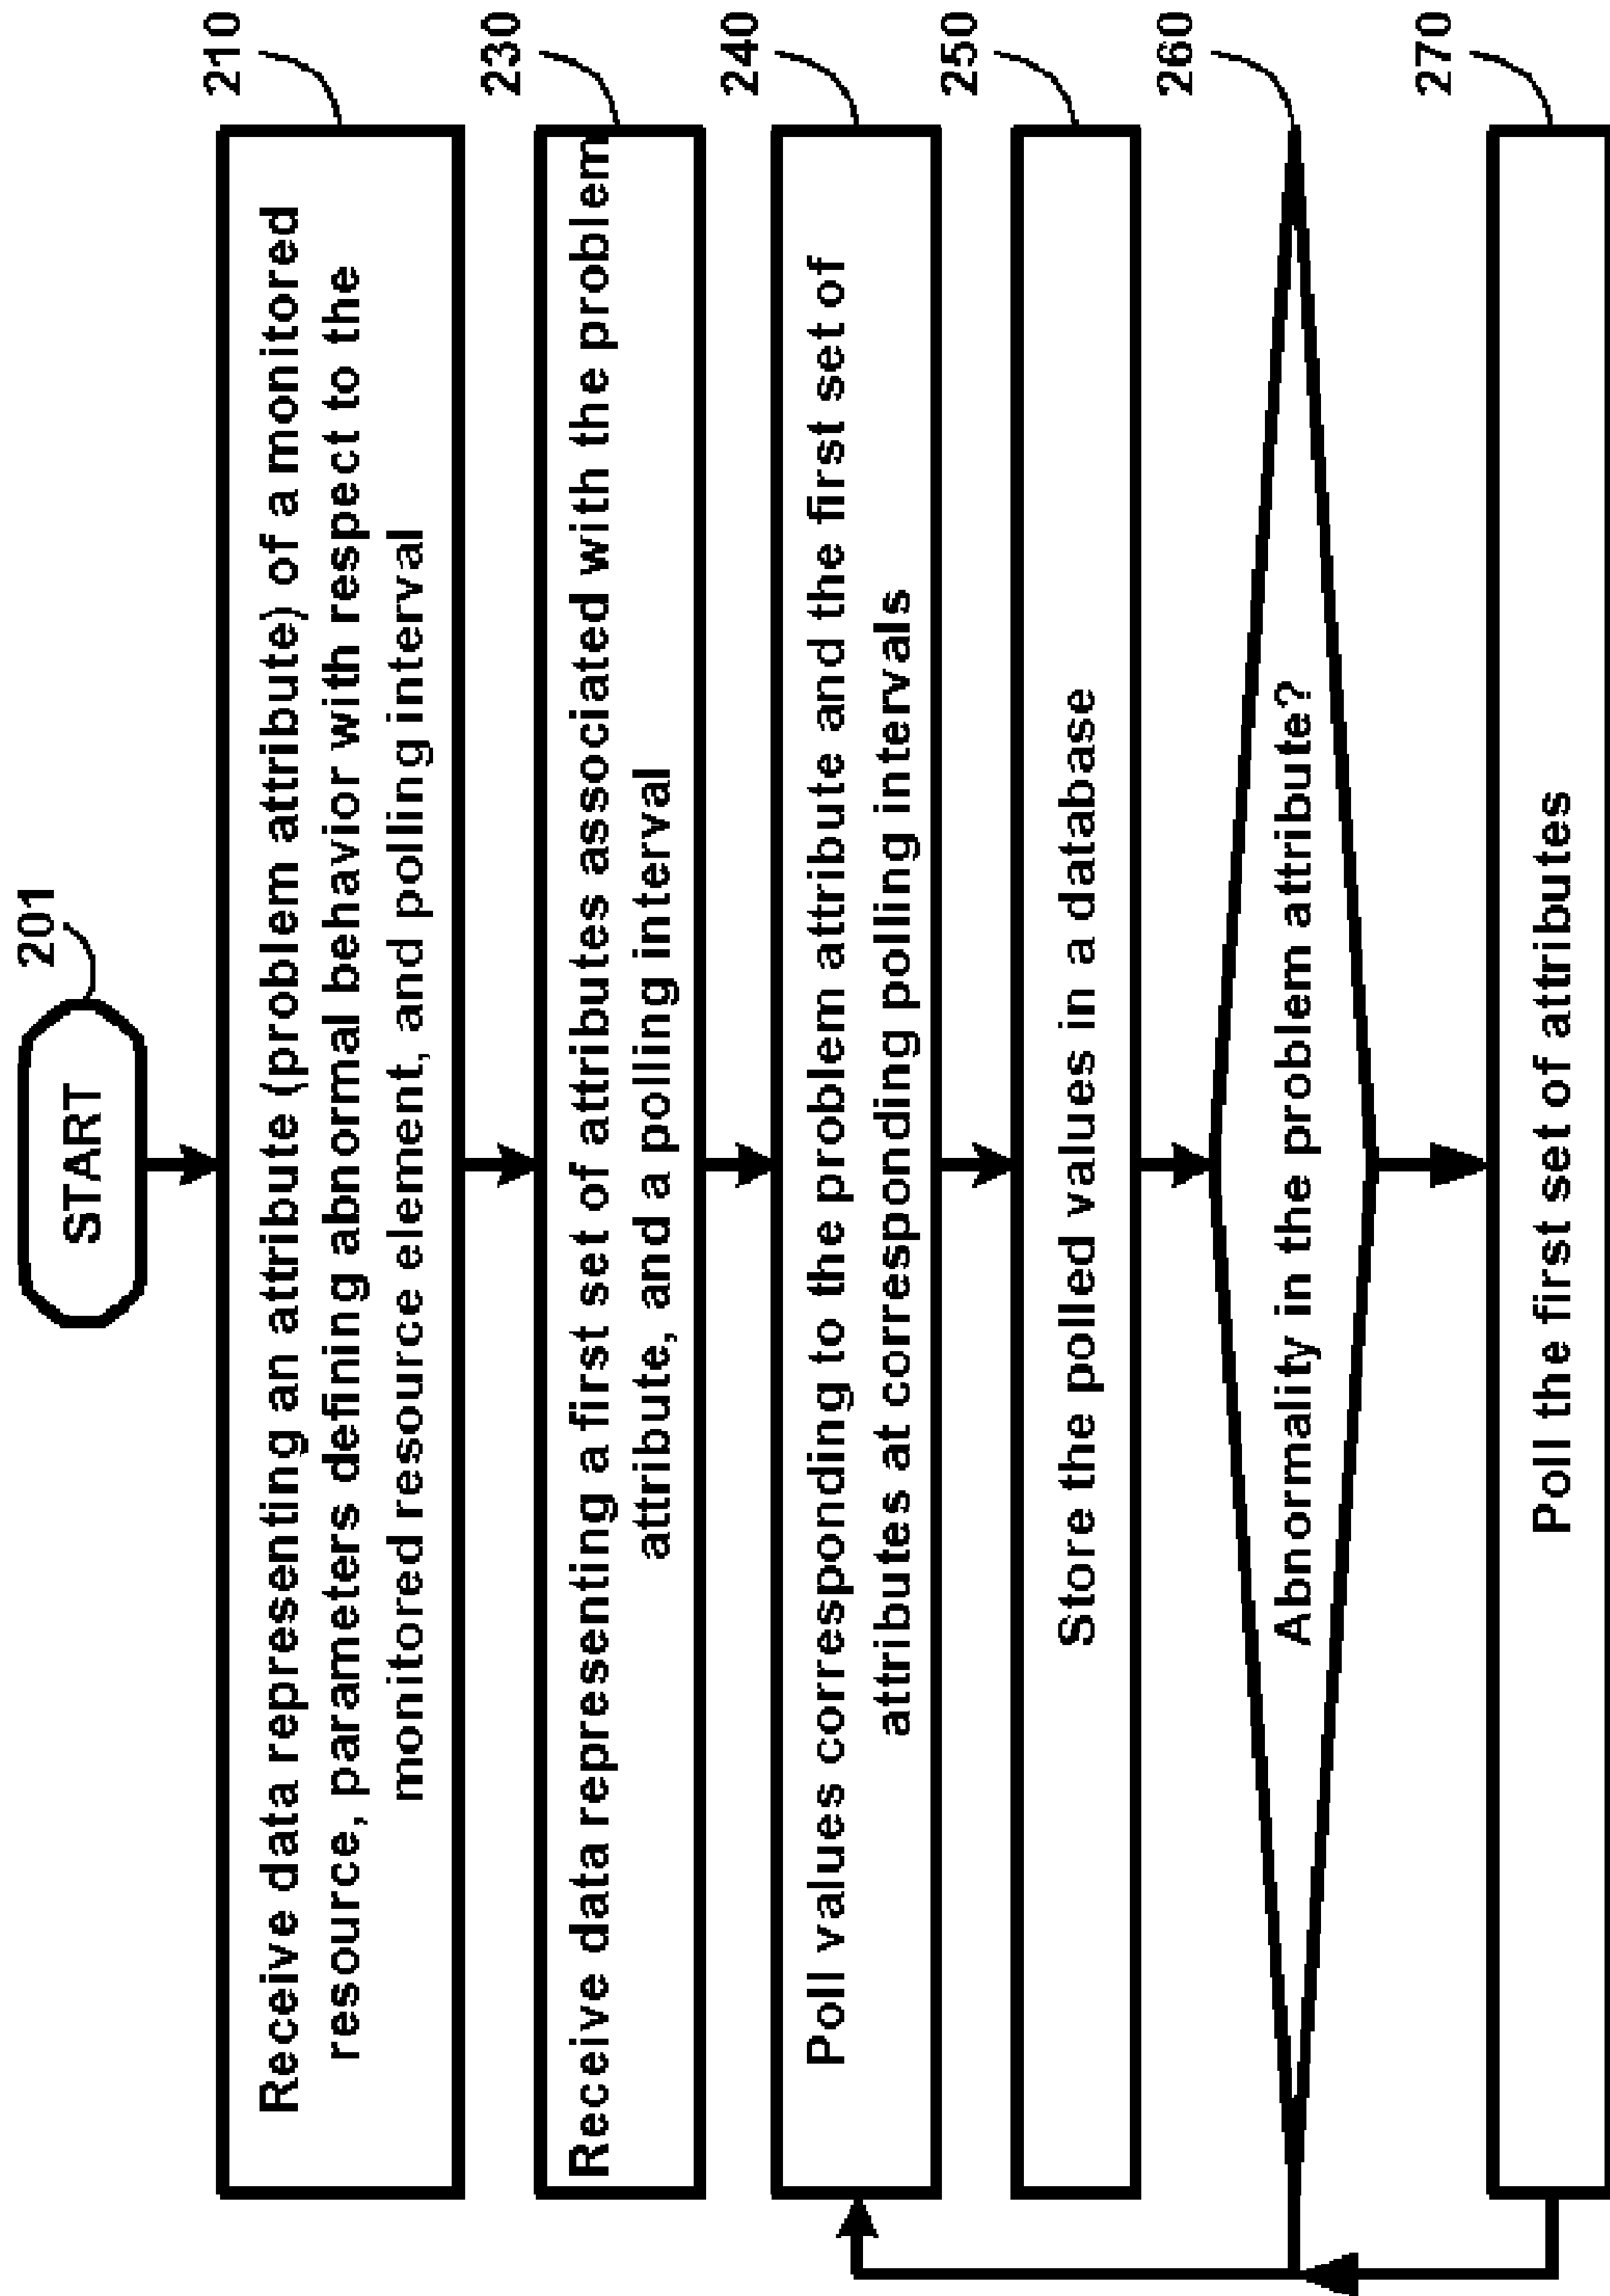 START
201
Receive data representing an attribute (problem attribute) of a monitored
resource, parameters defining abnormal behavior with respect to the
monitored resource element, and polling interval
210
Receive data representing a first set of attributes associated with the problem
attribute, and a polling interval
230
Poll values corresponding to the problem attribute and the first set of
attributes at corresponding polling intervals
240
Store the polled values in a database
250
Abnormality in the problem attribute?
260
Poll the first set of attributes
270